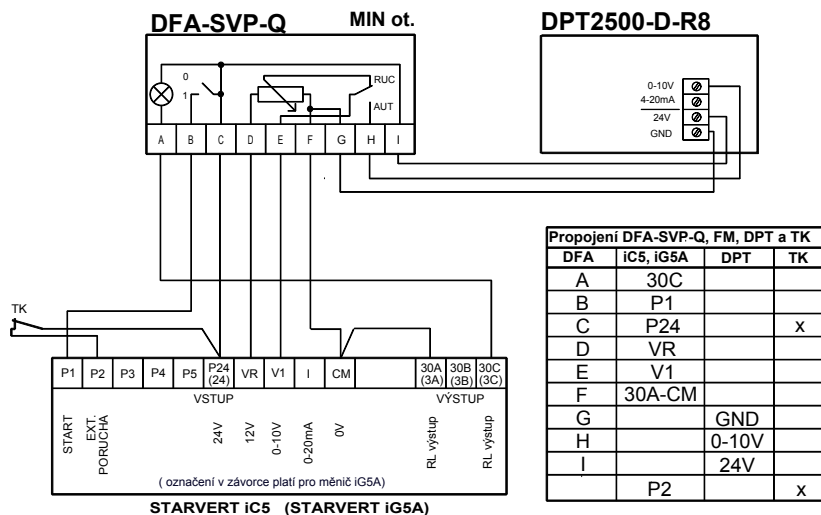 DFA-SVP-Q MIN ot. DPT2500-D-R8
0
1
RUC
AUT
A B C D E F G H I
0-10V
4-20mA
24V
GND
TK
P1 P2 P3 P4 P5 P24 (24) VR V1 I CM 30A (3A) 30B (3B) 30C (3C)
VSTUP VÝSTUP
START
EXT. PORUCHA
24V
12V
0-10V
0-20mA
0V
RL výstup
RL výstup
( označení v závorce platí pro měnič iG5A)
STARVERT iC5 (STARVERT iG5A)
Propojení DFA-SVP-Q, FM, DPT a TK
DFA iC5, iG5A DPT TK
A 30C
B P1
C P24 x
D VR
E V1
F 30A-CM
G GND
H 0-10V
I 24V
P2 x